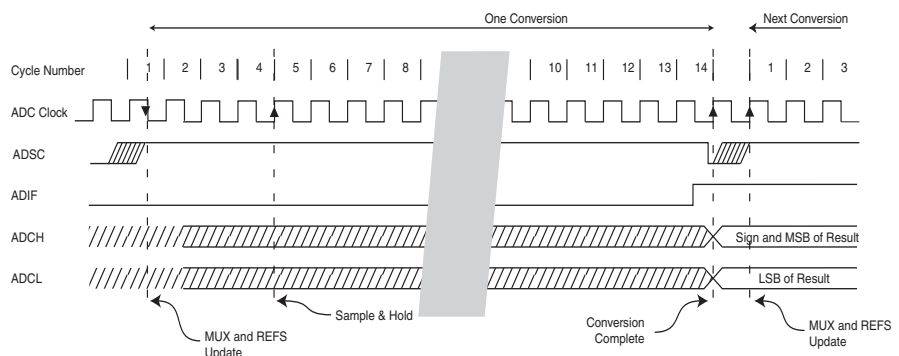 One Conversion
Next Conversion
Cycle Number 1 2 3 4 5 6 7 8 10 11 12 13 14 1 2 3
ADC Clock
ADSC
ADIF
ADCH
Sign and MSB of Result
ADCL
LSB of Result
MUX and REFS
Update
Sample & Hold
Conversion
Complete
MUX and REFS
Update